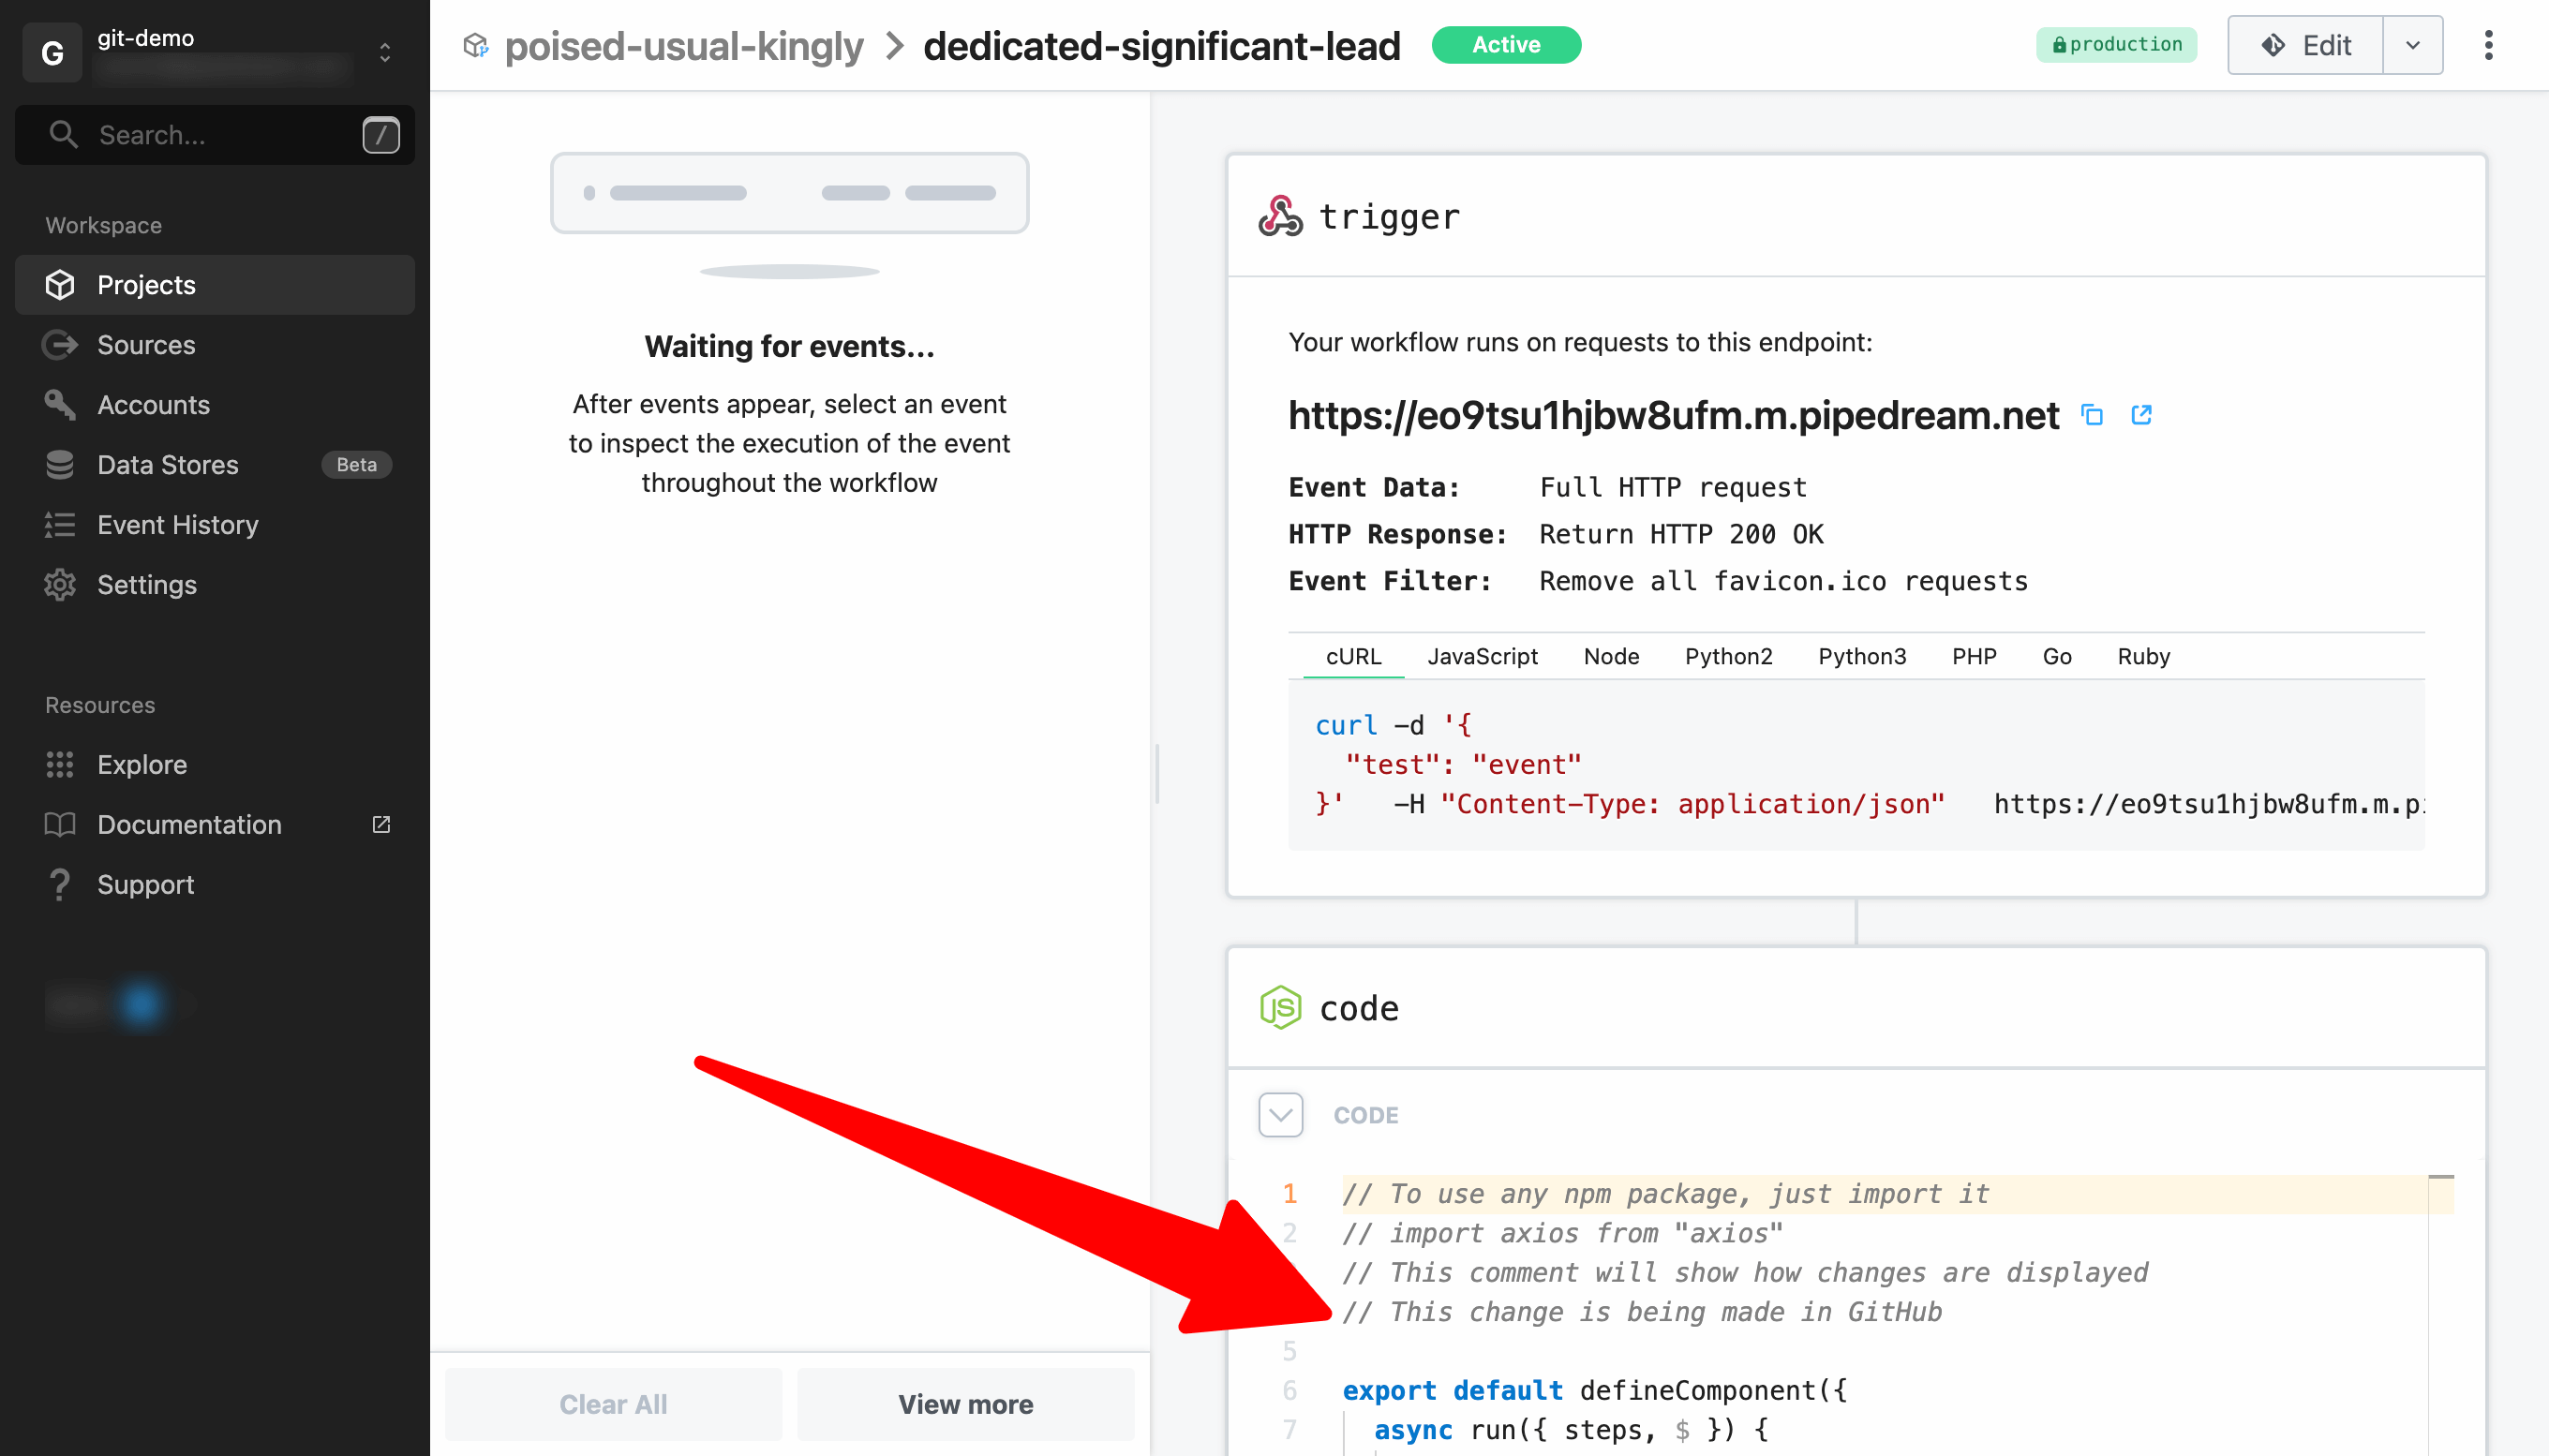 G
git-demo
Search...
/
Workspace
Projects
Sources
Accounts
Data Stores
Beta
Event History
Settings
Resources
Explore
Documentation
Support
poised-usual-kingly > dedicated-significant-lead
Active
production
Edit
Waiting for events...
After events appear, select an event
to inspect the execution of the event
throughout the workflow
Clear All
View more
trigger
Your workflow runs on requests to this endpoint:
https://eo9tsu1hjbw8ufm.m.pipedream.net
Event Data: Full HTTP request
HTTP Response: Return HTTP 200 OK
Event Filter: Remove all favicon.ico requests
cURL JavaScript Node Python2 Python3 PHP Go Ruby
curl -d '{
"test": "event"
}' -H "Content-Type: application/json" https://eo9tsu1hjbw8ufm.m.pi
JS
code
CODE
1 // To use any npm package, just import it
2 // import axios from "axios"
// This comment will show how changes are displayed
// This change is being made in GitHub
5
6 export default defineComponent({
7 async run({ steps, $ }) {